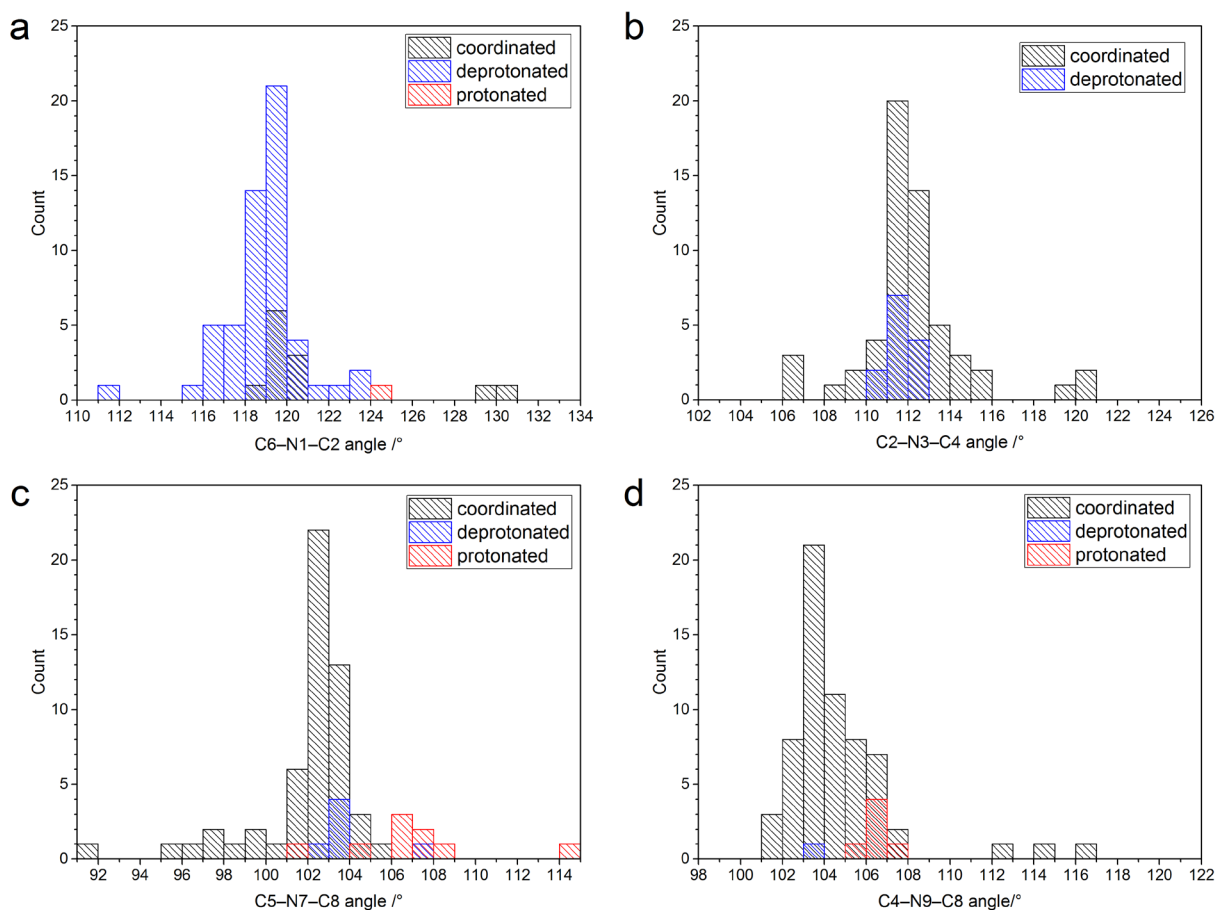 a
25
20
15
10
5
0
Count
coordinated
deprotonated
protonated
110 112 114 116 118 120 122 124 126 128 130 132 134
C6–N1–C2 angle /°
b
25
20
15
10
5
0
Count
coordinated
deprotonated
102 104 106 108 110 112 114 116 118 120 122 124 126
C2–N3–C4 angle /°
c
25
20
15
10
5
0
Count
coordinated
deprotonated
protonated
92 94 96 98 100 102 104 106 108 110 112 114
C5–N7–C8 angle /°
d
25
20
15
10
5
0
Count
coordinated
deprotonated
protonated
98 100 102 104 106 108 110 112 114 116 118 120 122
C4–N9–C8 angle/°